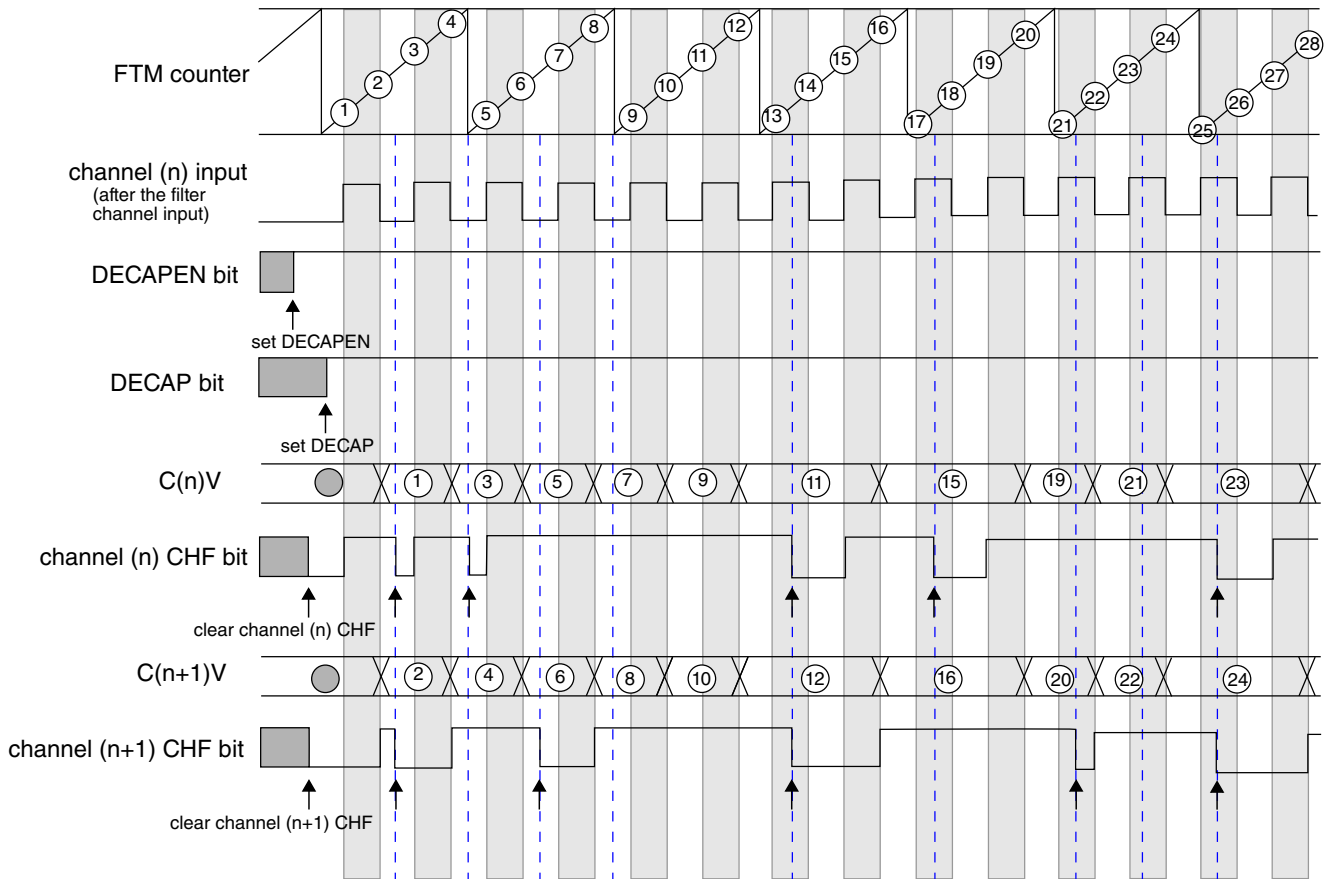 4 8 12 16 20 24 28
3 7 11 15 19 23 27
FTM counter
2 6 10 14 18 22 26
1 5 9 13 17 21 25
channel (n) input
(after the filter
channel input)
DECAPEN bit
set DECAPEN
DECAP bit
set DECAP
C(n)V 1 3 5 7 9 11 15 19 21 23
channel (n) CHF bit
clear channel (n) CHF
C(n+1)V 2 4 6 8 10 12 16 20 22 24
channel (n+1) CHF bit
clear channel (n+1) CHF